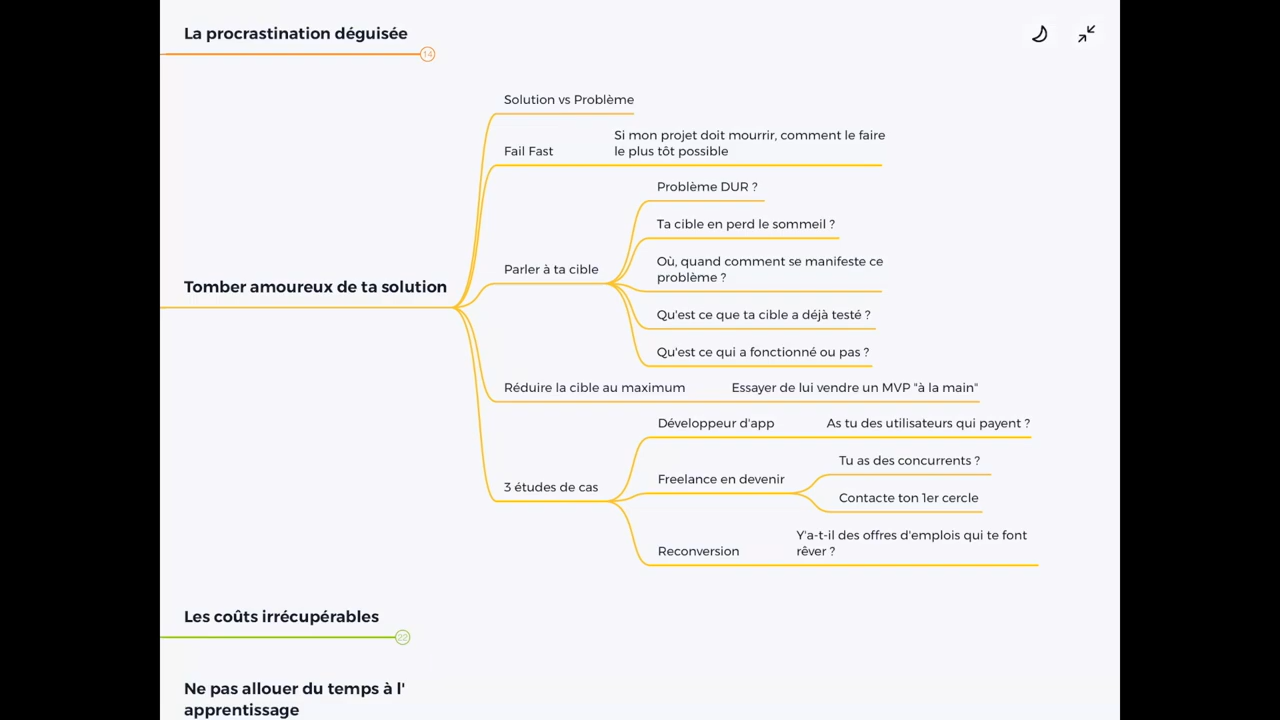 La procrastination déguisée
14
Solution vs Problème
Si mon projet doit mourrir, comment le faire
le plus tôt possible
Fail Fast
Problème DUR ?
Ta cible en perd le sommeil ?
Où, quand comment se manifeste ce
problème ?
Parler à ta cible
Tomber amoureux de ta solution
Qu'est ce que ta cible a déjà testé ?
Qu'est ce qui a fonctionné ou pas ?
Réduire la cible au maximum
Essayer de lui vendre un MVP "à la main"
Développeur d'app
As tu des utilisateurs qui payent ?
Tu as des concurrents ?
Freelance en devenir
3 études de cas
Contacte ton 1er cercle
Y'a-t-il des offres d'emplois qui te font
rêver ?
Reconversion
Les coûts irrécupérables
22
Ne pas allouer du temps à l'
apprentissage